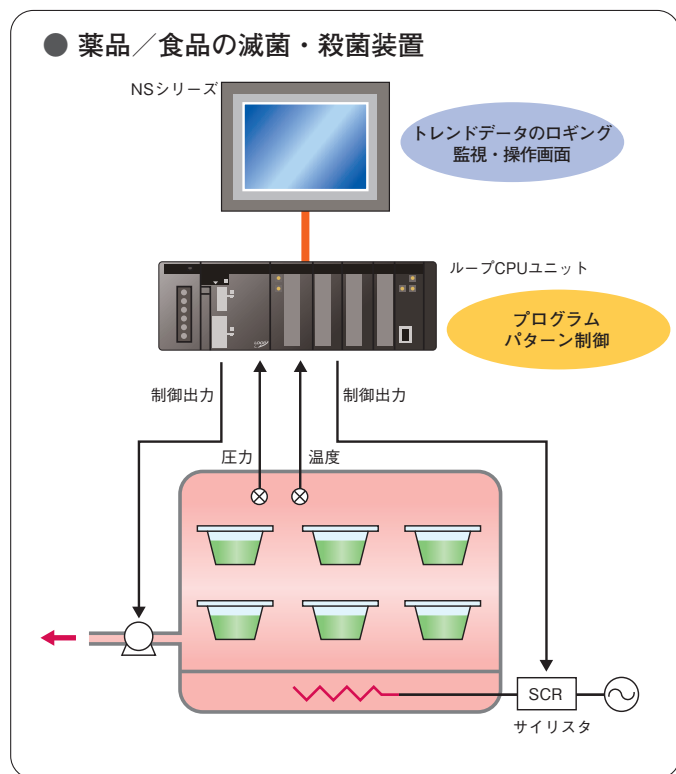 ● 薬品／食品の滅菌・殺菌装置
NSシリーズ
トレンドデータのロギング
監視・操作画面
ループCPUユニット
プログラム
パターン制御
制御出力
制御出力
圧力
温度
SCR
サイリスタ